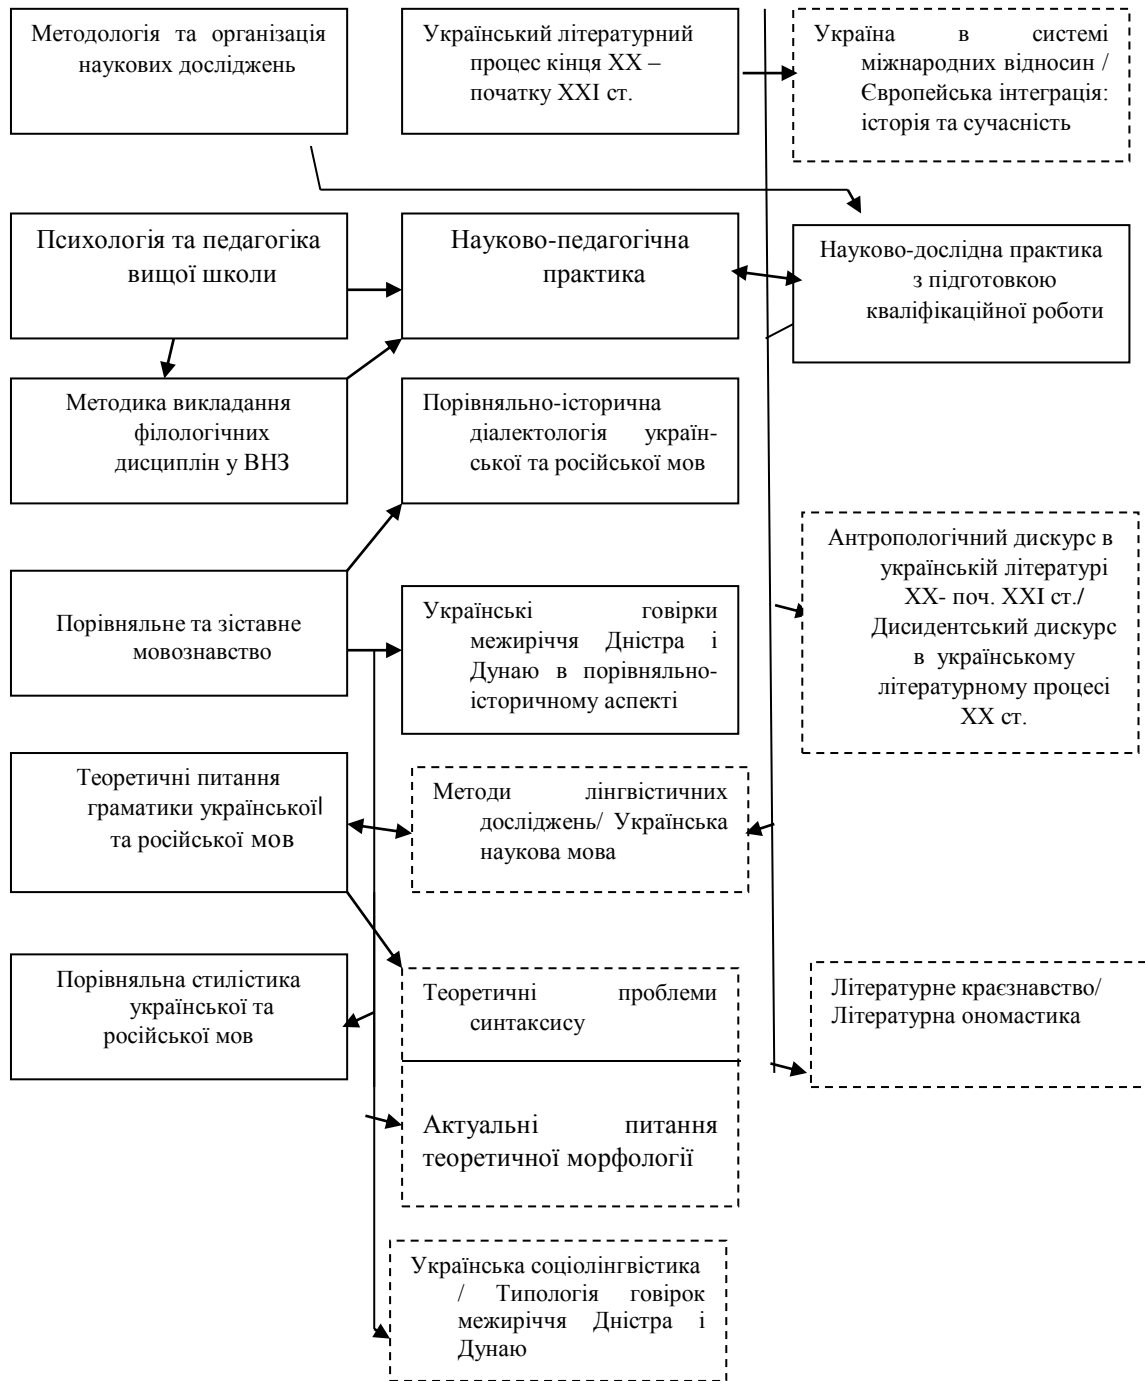 Методологія та організація
наукових досліджень
Український літературний
процес кінця ХХ –
початку ХХІ ст.
Україна в системі
міжнародних відносин /
Європейська інтеграція:
історія та сучасність
Психологія та педагогіка
вищої школи
Науково-педагогічна
практика
Науково-дослідна практика
з підготовкою
кваліфікаційної роботи
Методика викладання
філологічних
дисциплін у ВНЗ
Порівняльно-історична
діалектологія україн-
ської та російської мов
Антропологічний дискурс в
українській літературі
ХХ- поч. ХХІ ст./
Дисидентський дискурс
в українському
літературному процесі
ХХ ст.
Порівняльне та зіставне
мовознавство
Українські говірки
межиріччя Дністра і
Дунаю в порівняльно-
історичному аспекті
Теоретичні питання
граматики української
та російської мов
Методи лінгвістичних
досліджень/ Українська
наукова мова
Порівняльна стилістика
української та
російської мов
Теоретичні проблеми
синтаксису
Літературне краєзнавство/
Літературна ономастика
Актуальні питання
теоретичної морфології
Українська соціолінгвістика
/ Типологія говірок
межиріччя Дністра і
Дунаю